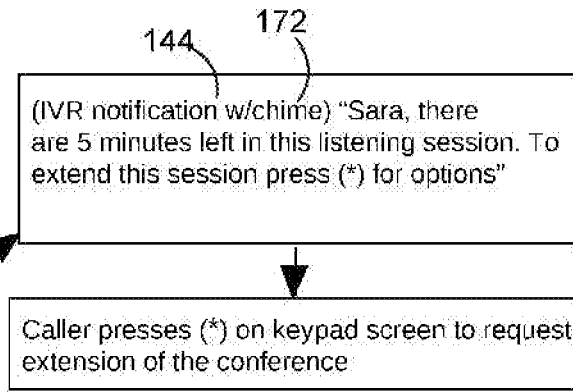 144
172
(IVR notification w/chime) “Sara, there
are 5 minutes left in this listening session. To
extend this session press (*) for options”
Caller presses (*) on keypad screen to request
extension of the conference